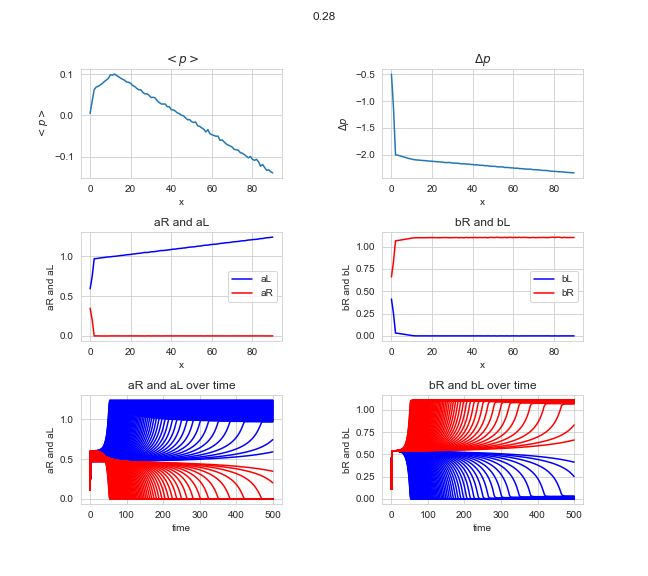 0.28
< p >
Δp
< p >
0.1
0.0
−0.1
0 20 40 60 80
x
Δp
−0.5
−1.0
−1.5
−2.0
0 20 40 60 80
x
aR and aL
bR and bL
aR and aL
1.0
0.5
0.0
aL
aR
0 20 40 60 80
x
bR and bL
1.00
0.75
0.50
0.25
0.00
bL
bR
0 20 40 60 80
x
aR and aL over time
bR and bL over time
aR and aL
1.0
0.5
0.0
0 100 200 300 400 500
time
bR and bL
1.00
0.75
0.50
0.25
0.00
0 100 200 300 400 500
time